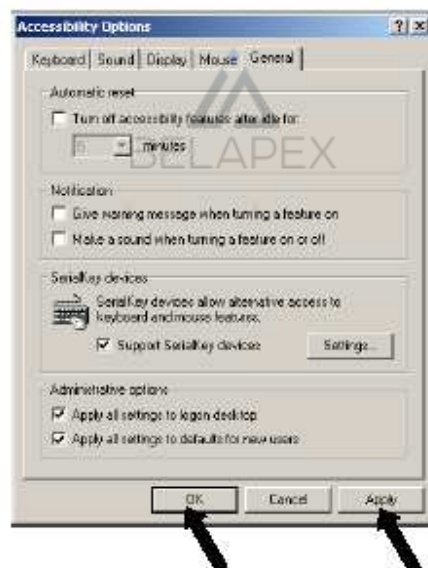 Accessibility Options
Keyboard Sound Display Mouse General
Automatic reset
Turn off accessibility features after idle for:
5 minutes
BELAPEX
Notification
Give warning message when turning a feature on
Make a sound when turning a feature on or off
SerialKey devices
SerialKey devices allow alternative access to
keyboard and mouse features.
Support SerialKey devices Settings...
Administrative options
Apply all settings to logon desktop
Apply all settings to defaults for new users
OK Cancel Apply